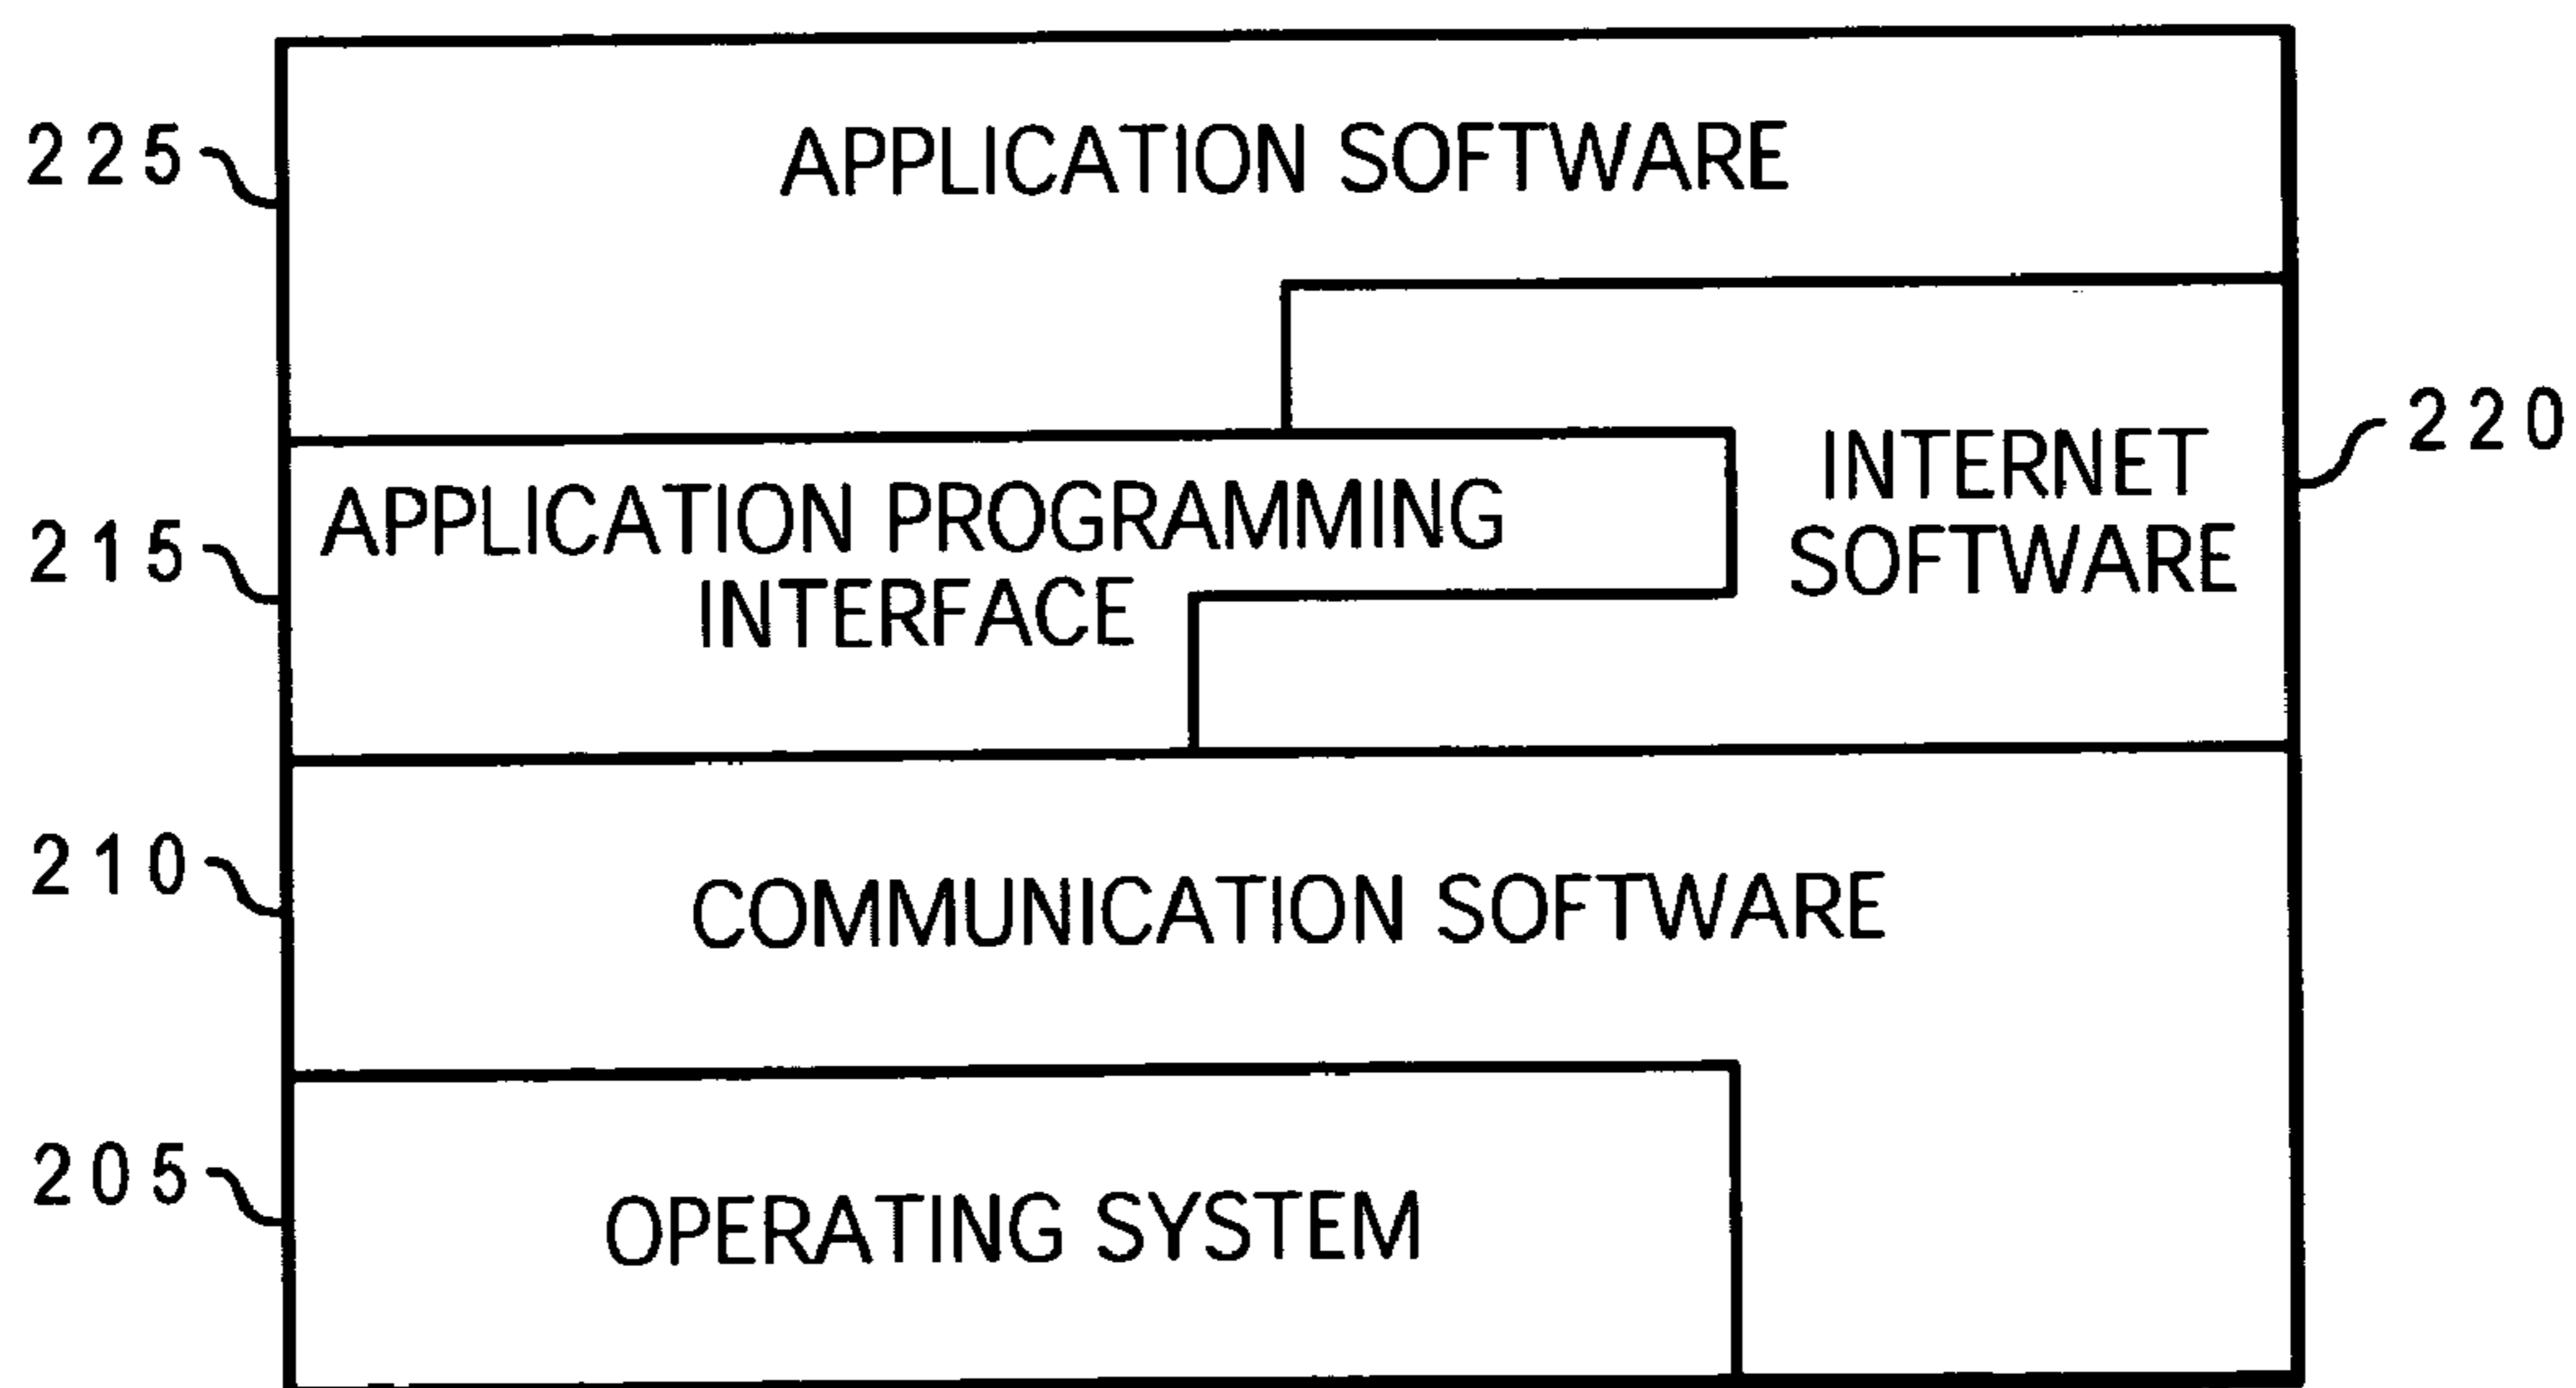 225
APPLICATION SOFTWARE
220
INTERNET
SOFTWARE
215
APPLICATION PROGRAMMING
INTERFACE
210
COMMUNICATION SOFTWARE
205
OPERATING SYSTEM